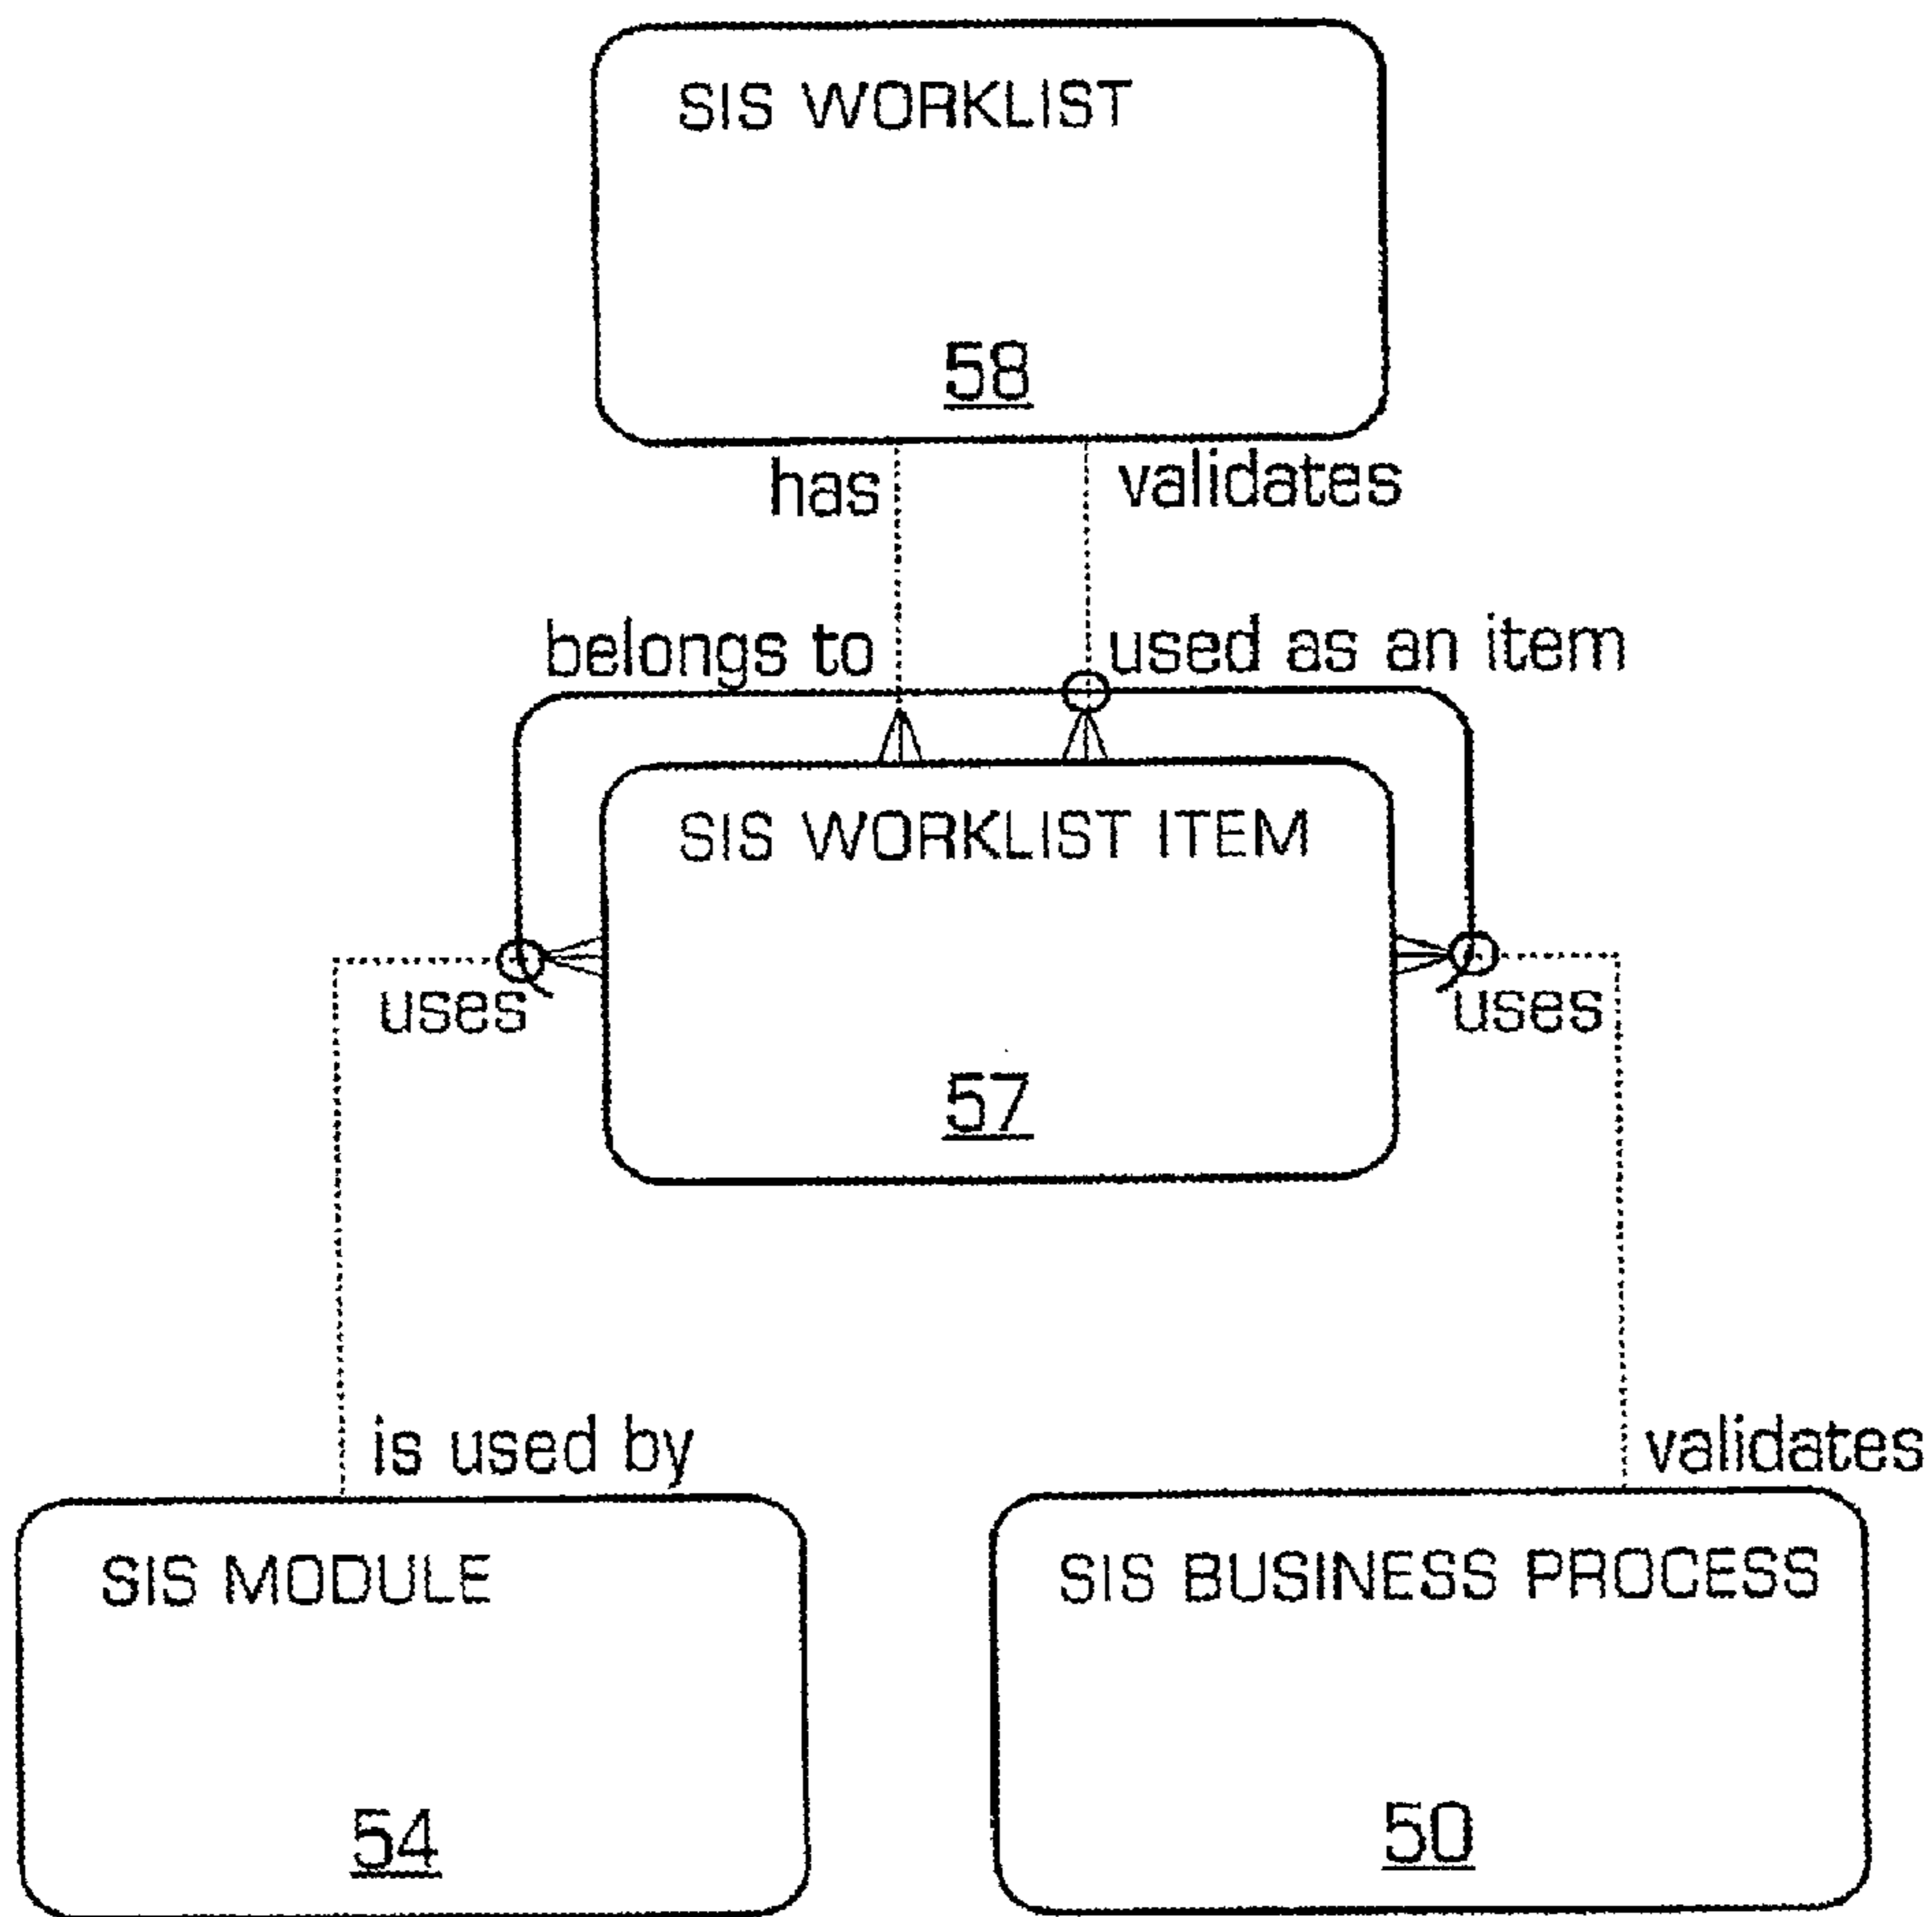 SIS WORKLIST
58
has
validates
belongs to
used as an item
SIS WORKLIST ITEM
uses
uses
57
is used by
validates
SIS MODULE
SIS BUSINESS PROCESS
54
50